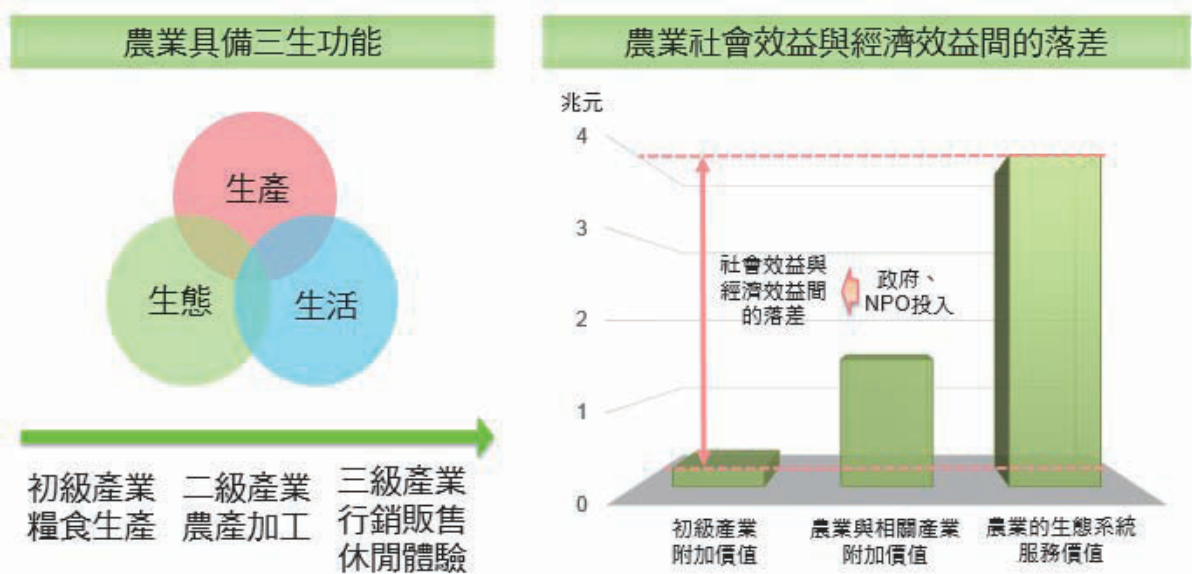 農業具備三生功能
生產
生態
生活
初級產業
糧食生產
二級產業
農產加工
三級產業
行銷販售
休閒體驗
農業社會效益與經濟效益間的落差
兆元
4
3
2
1
0
社會效益與
經濟效益間
的落差
政府、
NPO投入
初級產業
附加價值
農業與相關產業
附加價值
農業的生態系統
服務價值